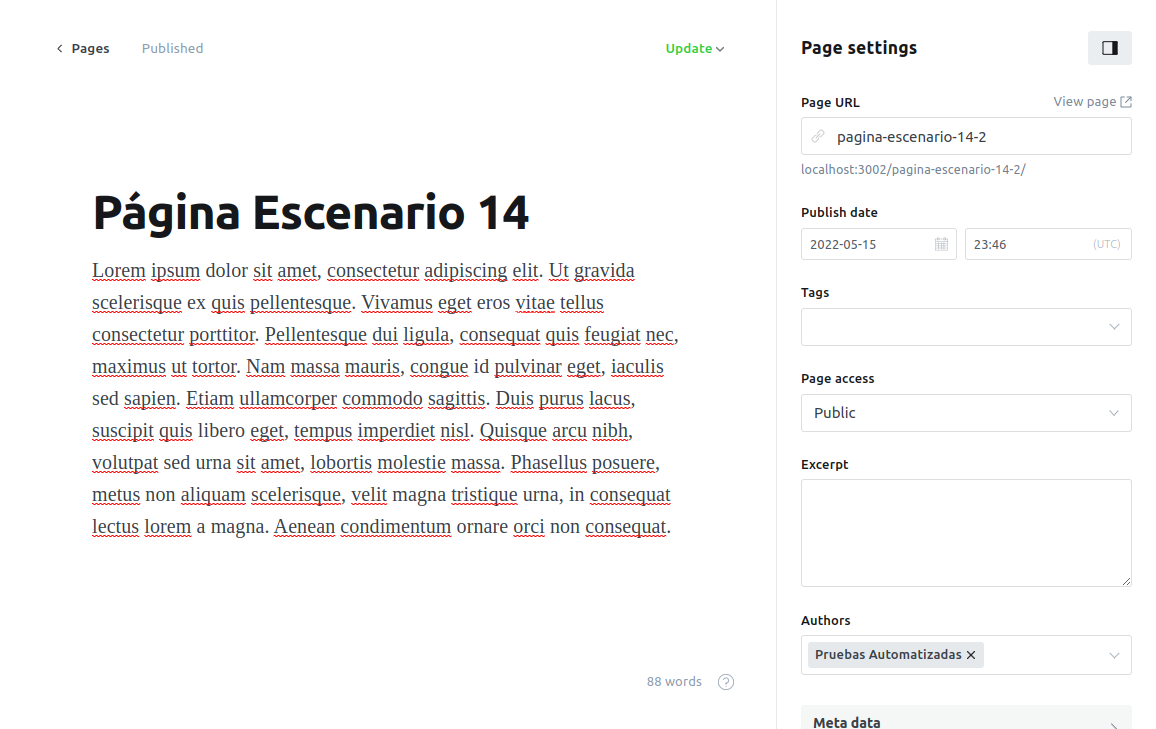 Pages
Published
Update
Página Escenario 14
Lorem ipsum dolor sit amet, consectetur adipiscing elit. Ut gravida
scelerisque ex quis pellentesque. Vivamus eget eros vitae tellus
consectetur porttitor. Pellentesque dui ligula, consequat quis feugiat nec,
maximus ut tortor. Nam massa mauris, congue id pulvinar eget, iaculis
sed sapien. Etiam ullamcorper commodo sagittis. Duis purus lacus,
suscipit quis libero eget, tempus imperdiet nisl. Quisque arcu nibh,
volutpat sed urna sit amet, lobortis molestie massa. Phasellus posuere,
metus non aliquam scelerisque, velit magna tristique urna, in consequat
lectus lorem a magna. Aenean condimentum ornare orci non consequat.
88 words
?
Page settings
Page URL
View page
pagina-escenario-14-2
localhost:3002/pagina-escenario-14-2/
Publish date
2022-05-15
23:46
(UTC)
Tags
Page access
Public
Excerpt
Authors
Pruebas Automatizadas ×
Meta data